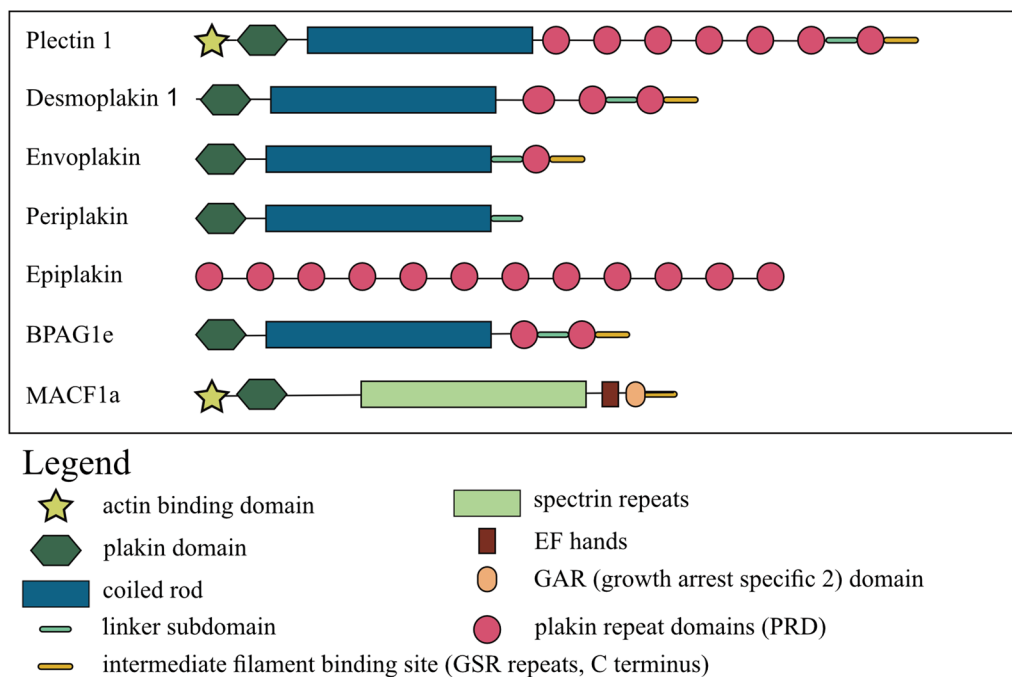 Plectin 1
Desmoplakin 1
Envoplakin
Periplakin
Epiplakin
BPAG1e
MACF1a
Legend
actin binding domain
plakin domain
coiled rod
linker subdomain
intermediate filament binding site (GSR repeats, C terminus)
spectrin repeats
EF hands
GAR (growth arrest specific 2) domain
plakin repeat domains (PRD)